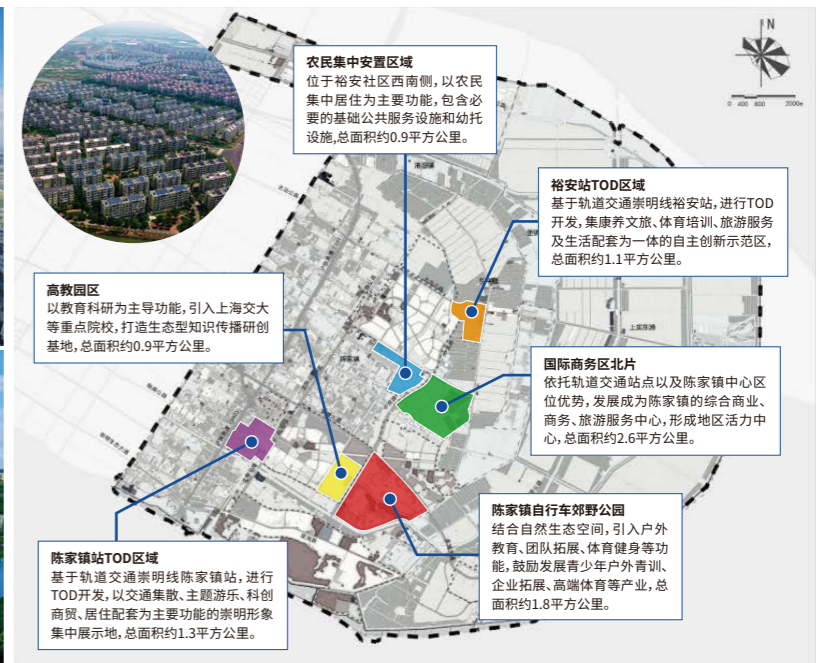 N
0 400 800 2000m
农民集中安置区域
位于裕安社区西南侧，以农民
集中居住为主要功能，包含必
要的基础公共服务设施和幼托
设施,总面积约0.9平方公里。
裕安站TOD区域
基于轨道交通崇明线裕安站，进行TOD
开发，集康养文旅、体育培训、旅游服务
及生活配套为一体的自主创新示范区，
总面积约1.1平方公里。
高教园区
以教育科研为主导功能，引入上海交大
等重点院校，打造生态型知识传播研创
基地，总面积约0.9平方公里。
上实东滩
陈家镇
国际商务区北片
依托轨道交通站点以及陈家镇中心区
位优势，发展成为陈家镇的综合商业、
商务、旅游服务中心，形成地区活力中
心，总面积约2.6平方公里。
陈家镇自行车郊野公园
结合自然生态空间，引入户外
教育、团队拓展、体育健身等功
能，鼓励发展青少年户外青训、
企业拓展、高端体育等产业，总
面积约1.8平方公里。
陈家镇站TOD区域
基于轨道交通崇明线陈家镇站，进行
TOD开发，以交通集散、主题游乐、科创
商贸、居住配套为主要功能的崇明形象
集中展示地，总面积约1.3平方公里。